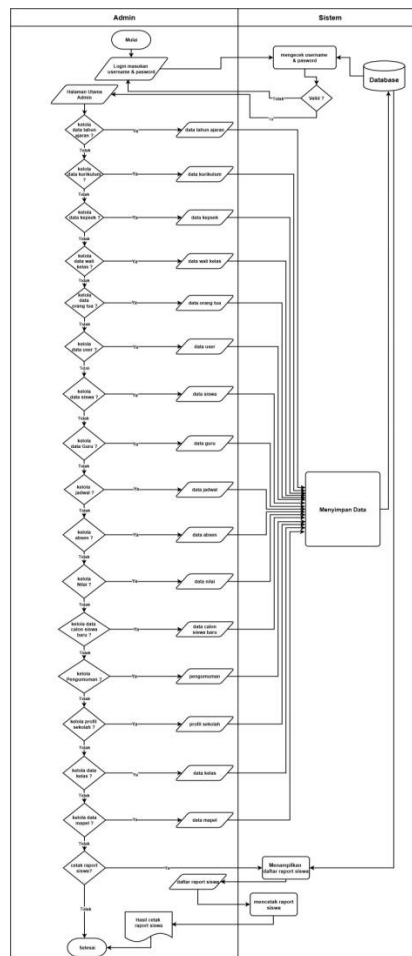 Admin
Sistem
Mulai
Login masukan
username & pasword
mengecek username
& pasword
Database
Halaman Utama
Admin
Tidak
Valid ?
Ya
kelola
data tahun
ajaran ?
Ya
data tahun ajaran
Tidak
kelola
data kurikulum
?
Ya
data kurikulum
Tidak
kelola
data kepsek
?
Ya
data kepsek
Tidak
kelola
data wali
kelas ?
Ya
data wali kelas
Tidak
kelola
data
orang tua ?
Ya
data orang tua
Tidak
kelola
data user ?
Ya
data user
Tidak
kelola
data siswa ?
Ya
data siswa
Tidak
kelola
data Guru ?
Ya
data guru
Tidak
kelola
jadwal ?
Ya
data jadwal
Menyimpan Data
Tidak
kelola
absen ?
Ya
data absen
Tidak
kelola
Nilai ?
Ya
data nilai
Tidak
kelola data
calon siswa
baru ?
Ya
data calon
siswa baru
Tidak
kelola
Pengumuman ?
Ya
pengumuman
Tidak
kelola profil
sekolah ?
Ya
profil sekolah
Tidak
kelola data
kelas ?
Ya
data kelas
Tidak
kelola data
mapel ?
Ya
data mapel
Tidak
cetak raport
siswa?
Ya
Menampilkan
daftar raport siswa
daftar raport siswa
Tidak
mencetak raport
siswa
Hasil cetak
raport siswa
Selesai